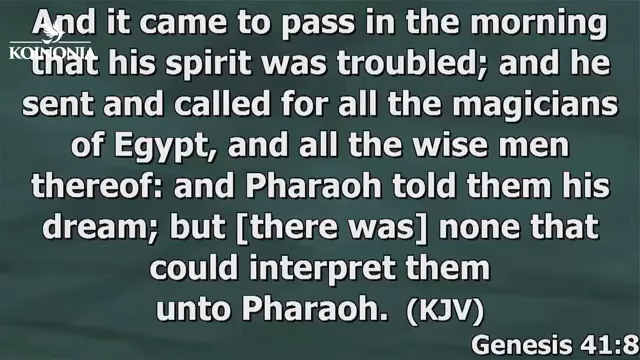 And it came to pass in the morning
KOINONIA
that his spirit was troubled; and he
sent and called for all the magicians
of Egypt, and all the wise men
thereof: and Pharaoh told them his
dream; but [there was] none that
could interpret them
unto Pharaoh. (KJV)
Genesis 41:8